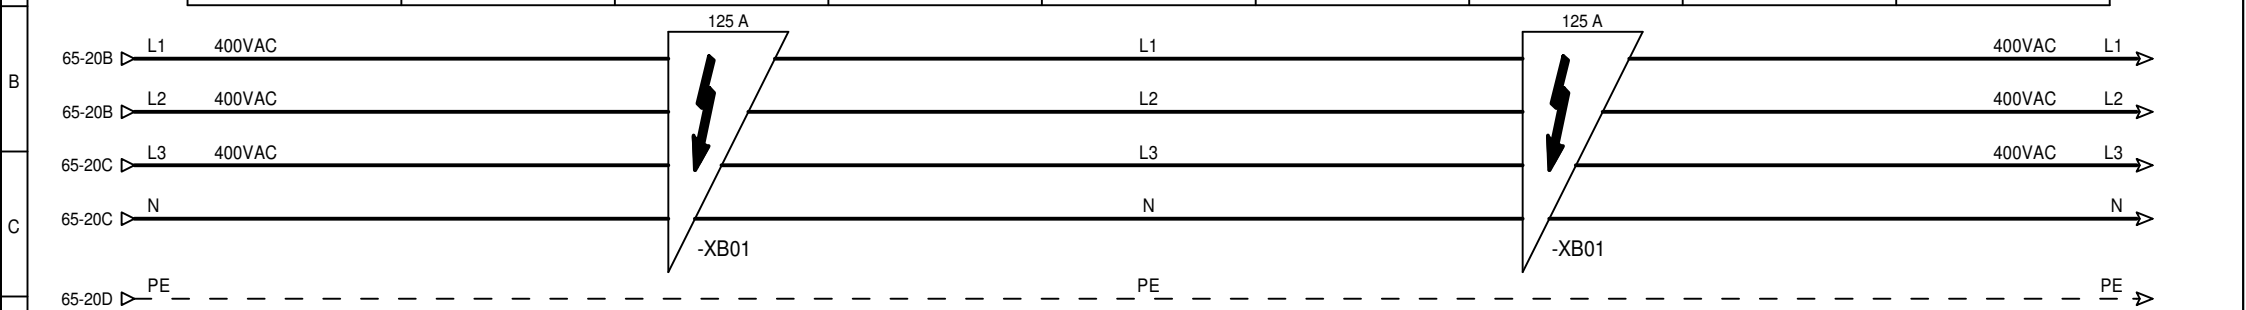 125 A 125 A
65-20B L1 400VAC L1 400VAC L1
B
65-20B L2 400VAC L2 400VAC L2
65-20C L3 400VAC L3 400VAC L3
65-20C N N N
C
-XB01 -XB01
65-20D PE PE PE